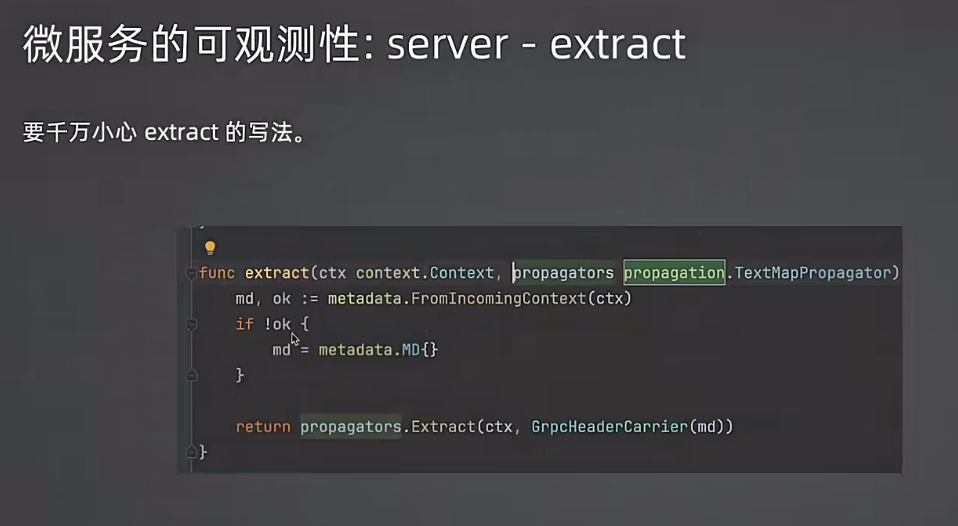 微服务的可观测性: server - extract
要千万小心 extract 的写法。
func extract(ctx context.Context, propagators propagation.TextMapPropagator)
md, ok := metadata.FromIncomingContext(ctx)
if !ok {
md = metadata.MD{}
}
return propagators.Extract(ctx, GrpcHeaderCarrier(md))
}